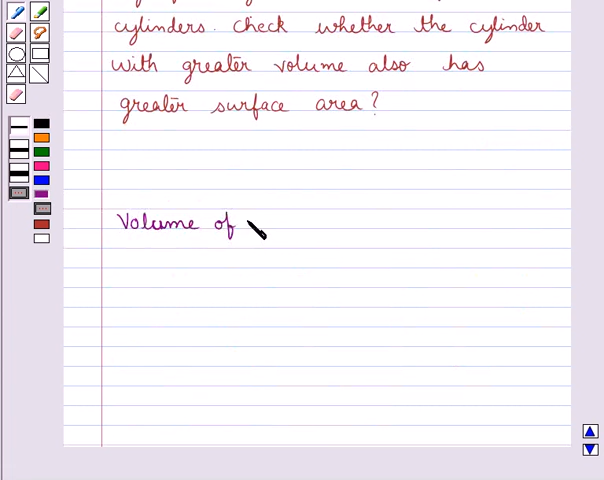 cylinders. Check whether the cylinder
with greater volume also has
greater surface area?
Volume of